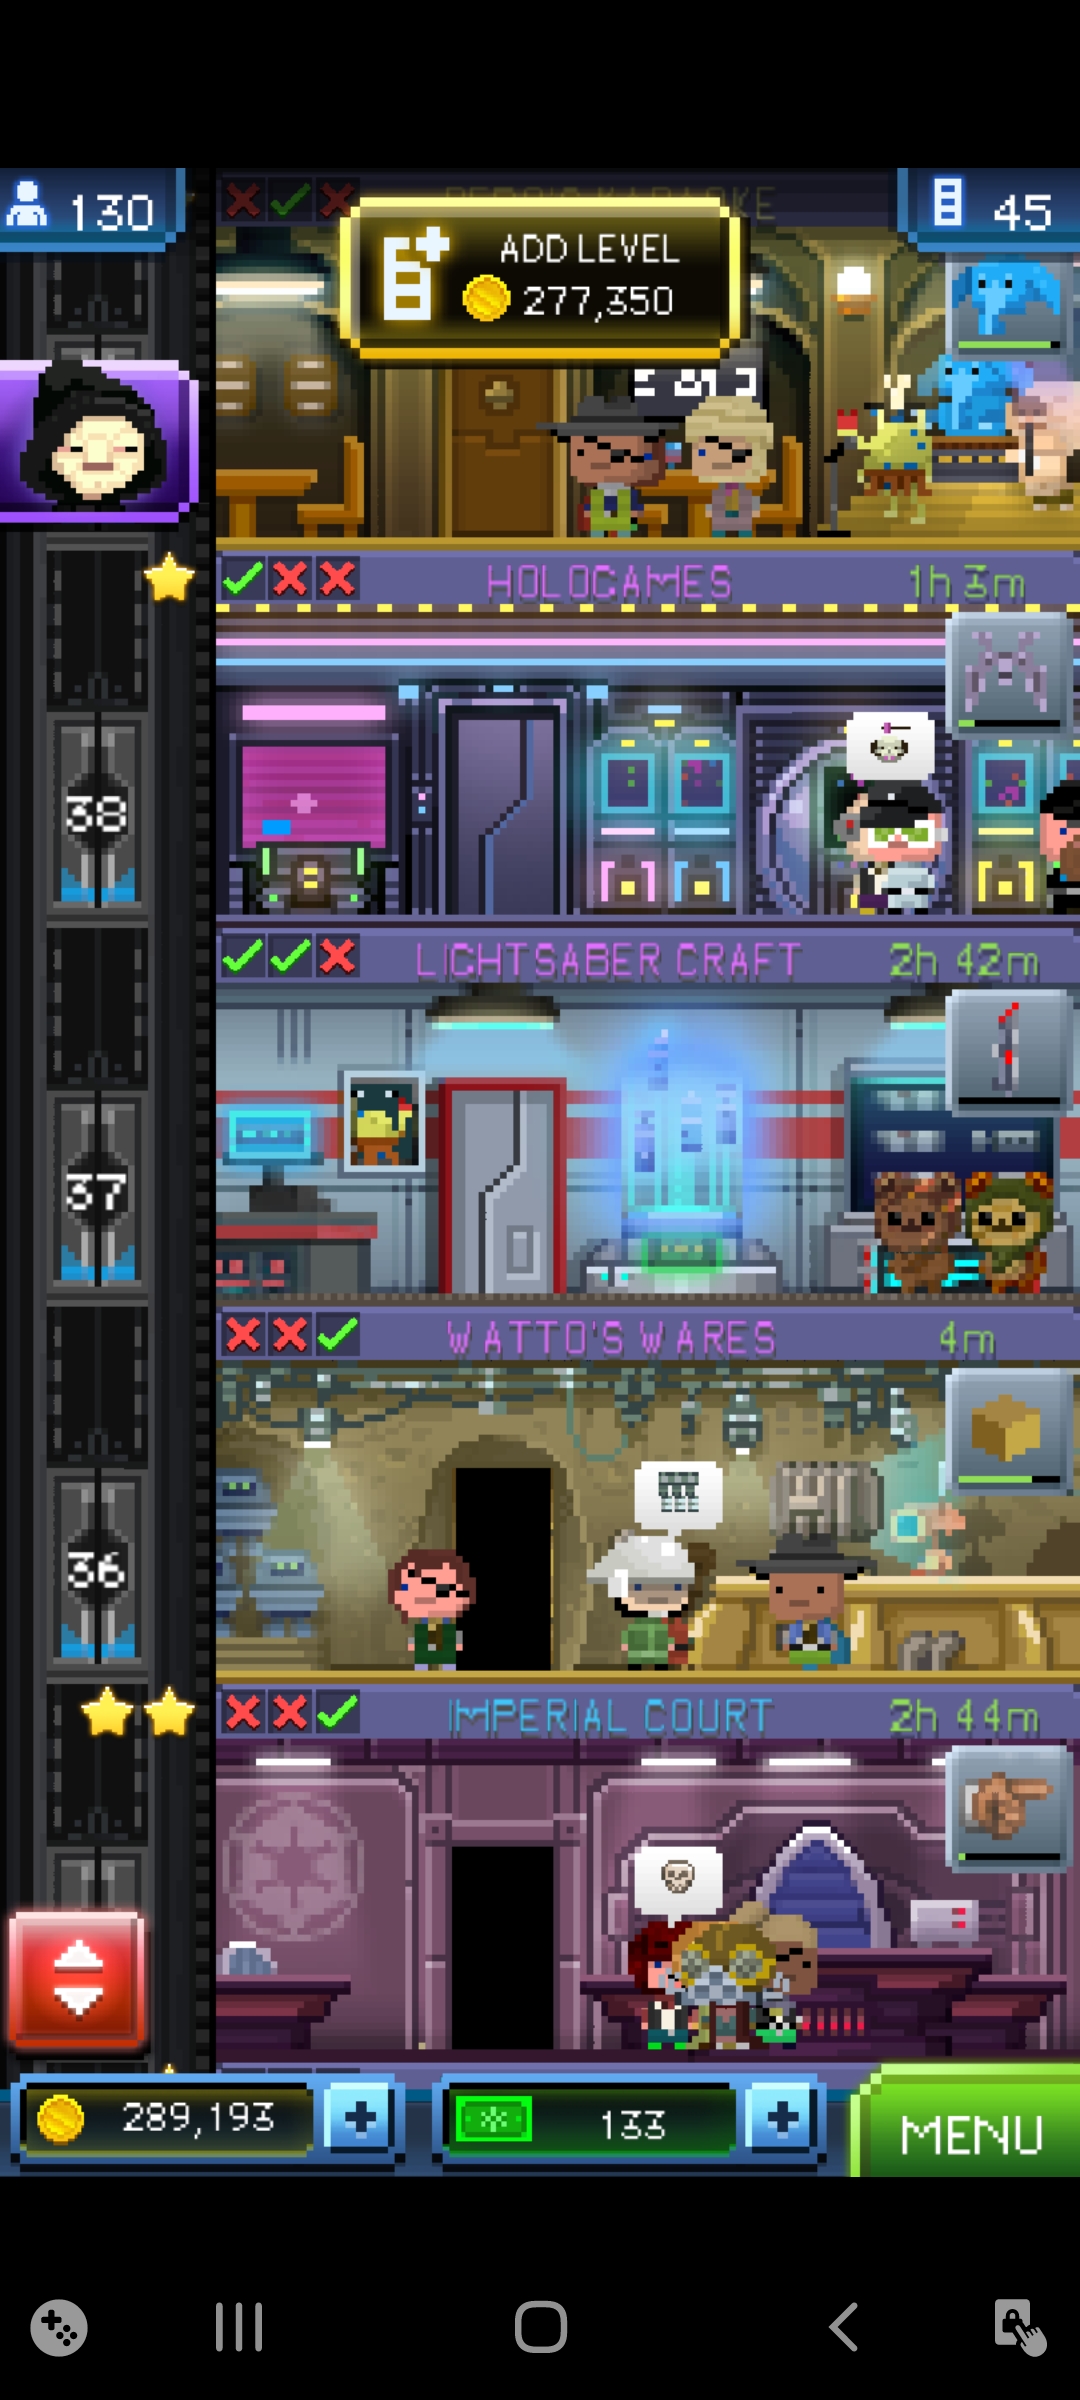 130
45
ADD LEVEL
277,350
HOLOGAMES
1h 3m
38
LIGHTSABER CRAFT
2h 42m
37
WATTO'S WARES
4m
36
IMPERIAL COURT
2h 44m
289,193
133
MENU